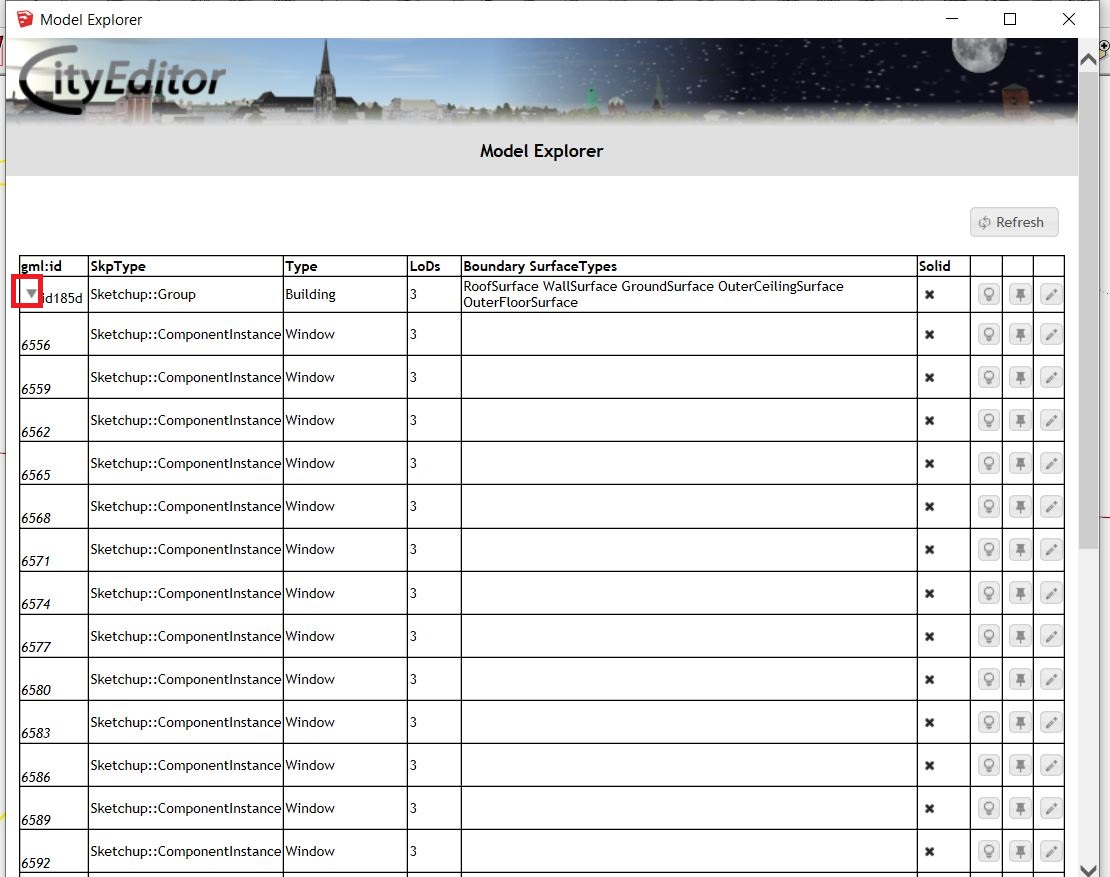 Model Explorer
CityEditor
Model Explorer
Refresh
gml:id SkpType Type LoDs Boundary SurfaceTypes Solid
id185d Sketchup::Group Building 3 RoofSurface WallSurface GroundSurface OuterCeilingSurface
OuterFloorSurface
6556 Sketchup::ComponentInstance Window 3
6559 Sketchup::ComponentInstance Window 3
6562 Sketchup::ComponentInstance Window 3
6565 Sketchup::ComponentInstance Window 3
6568 Sketchup::ComponentInstance Window 3
6571 Sketchup::ComponentInstance Window 3
6574 Sketchup::ComponentInstance Window 3
6577 Sketchup::ComponentInstance Window 3
6580 Sketchup::ComponentInstance Window 3
6583 Sketchup::ComponentInstance Window 3
6586 Sketchup::ComponentInstance Window 3
6589 Sketchup::ComponentInstance Window 3
6592 Sketchup::ComponentInstance Window 3